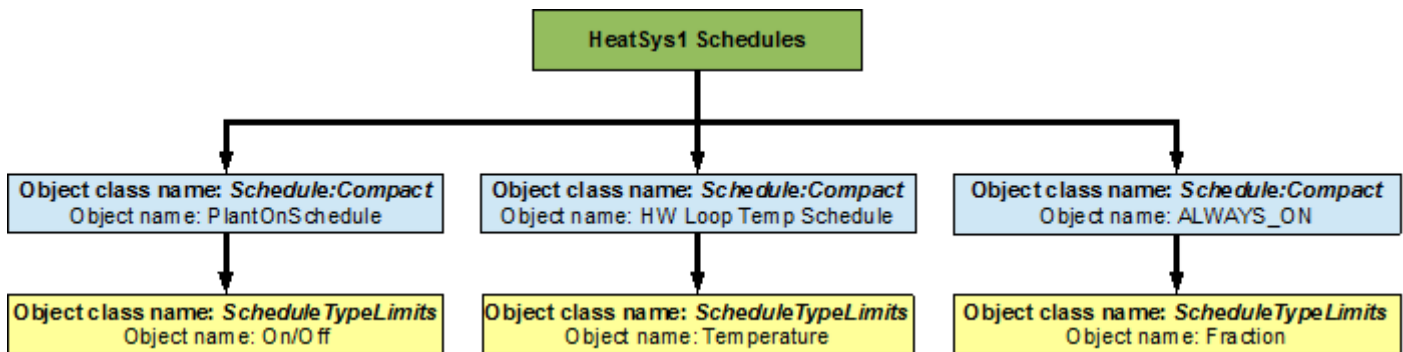 HeatSys1 Schedules
Object class name: Schedule:Compact
Object name: PlantOnSchedule
Object class name: Schedule:Compact
Object name: HW Loop Temp Schedule
Object class name: Schedule:Compact
Object name: ALWAYS_ON
Object class name: ScheduleTypeLimits
Object name: On/Off
Object class name: ScheduleTypeLimits
Object name: Temperature
Object class name: ScheduleTypeLimits
Object name: Fraction